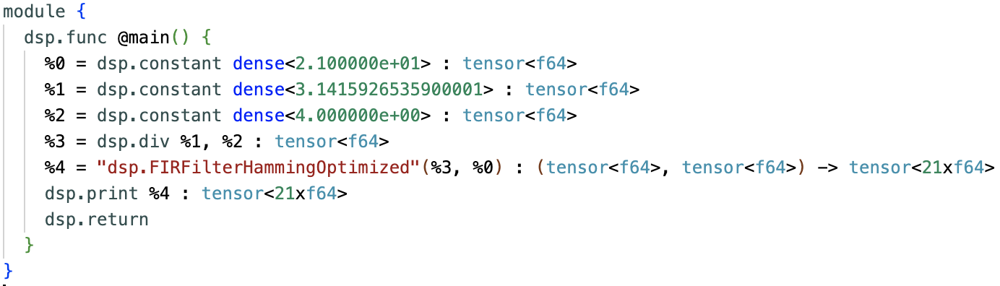 module {
  dsp.func @main() {
    %0 = dsp.constant dense<2.100000e+01> : tensor<f64>
    %1 = dsp.constant dense<3.1415926535900001> : tensor<f64>
    %2 = dsp.constant dense<4.000000e+00> : tensor<f64>
    %3 = dsp.div %1, %2 : tensor<f64>
    %4 = "dsp.FIRFilterHammingOptimized"(%3, %0) : (tensor<f64>, tensor<f64>) -> tensor<21xf64>
    dsp.print %4 : tensor<21xf64>
    dsp.return
  }
}